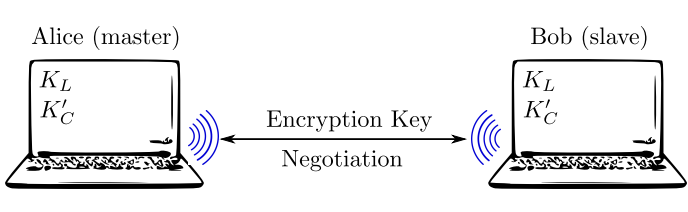 Alice (master)
Bob (slave)
K_L
K'_C
K_L
K'_C
Encryption Key
Negotiation